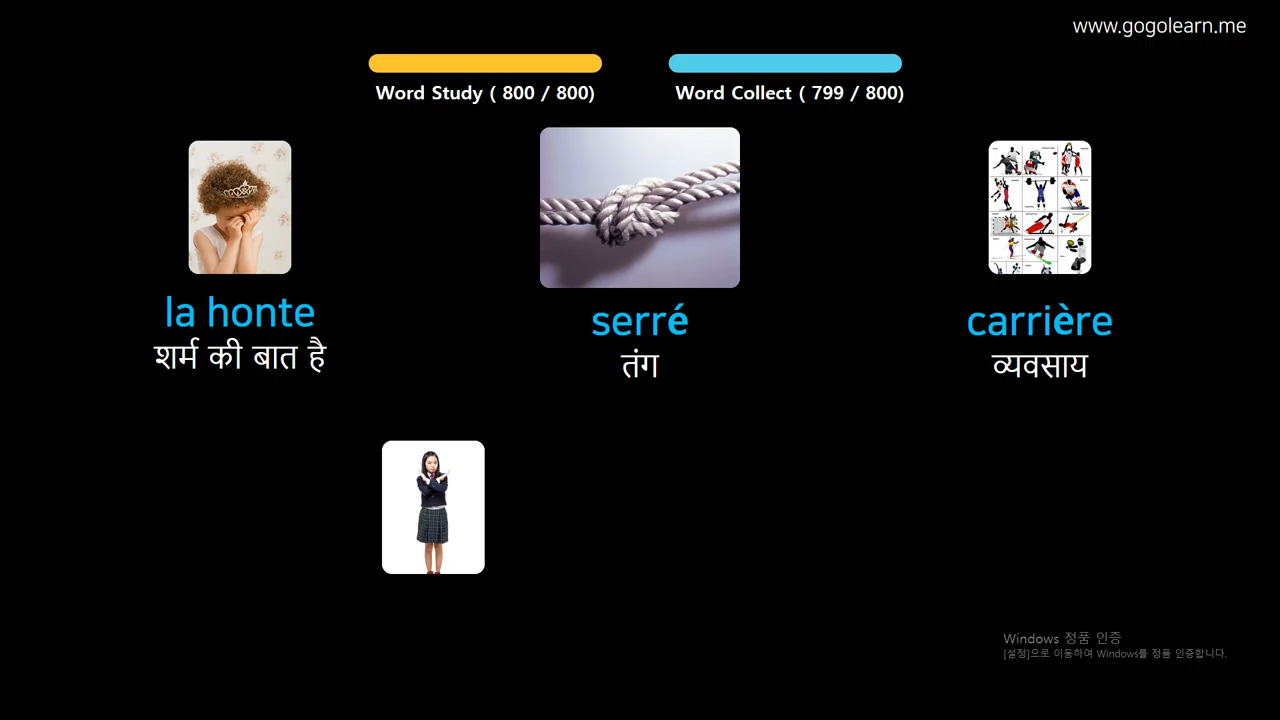 www.gogolearn.me
Word Study ( 800 / 800)
Word Collect ( 799 / 800)
la honte
शर्म की बात है
serré
तंग
carrière
व्यवसाय
Windows 정품 인증
[설정]으로 이동하여 Windows를 정품 인증합니다.